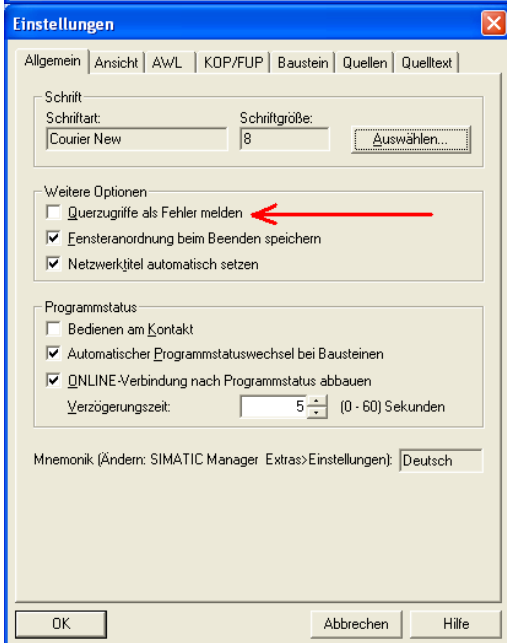 Einstellungen
Allgemein Ansicht AWL KOP/FUP Baustein Quellen Quelltext
Schrift
Schriftart: Schriftgröße:
Courier New 8 Auswählen...
Weitere Optionen
Querzugriffe als Fehler melden
Fensteranordnung beim Beenden speichern
Netzwerktitel automatisch setzen
Programmstatus
Bedienen am Kontakt
Automatischer Programmstatuswechsel bei Bausteinen
ONLINE-Verbindung nach Programmstatus abbauen
Verzögerungszeit: 5 (0 - 60) Sekunden
Mnemonik (Ändern: SIMATIC Manager Extras>Einstellungen): Deutsch
OK Abbrechen Hilfe